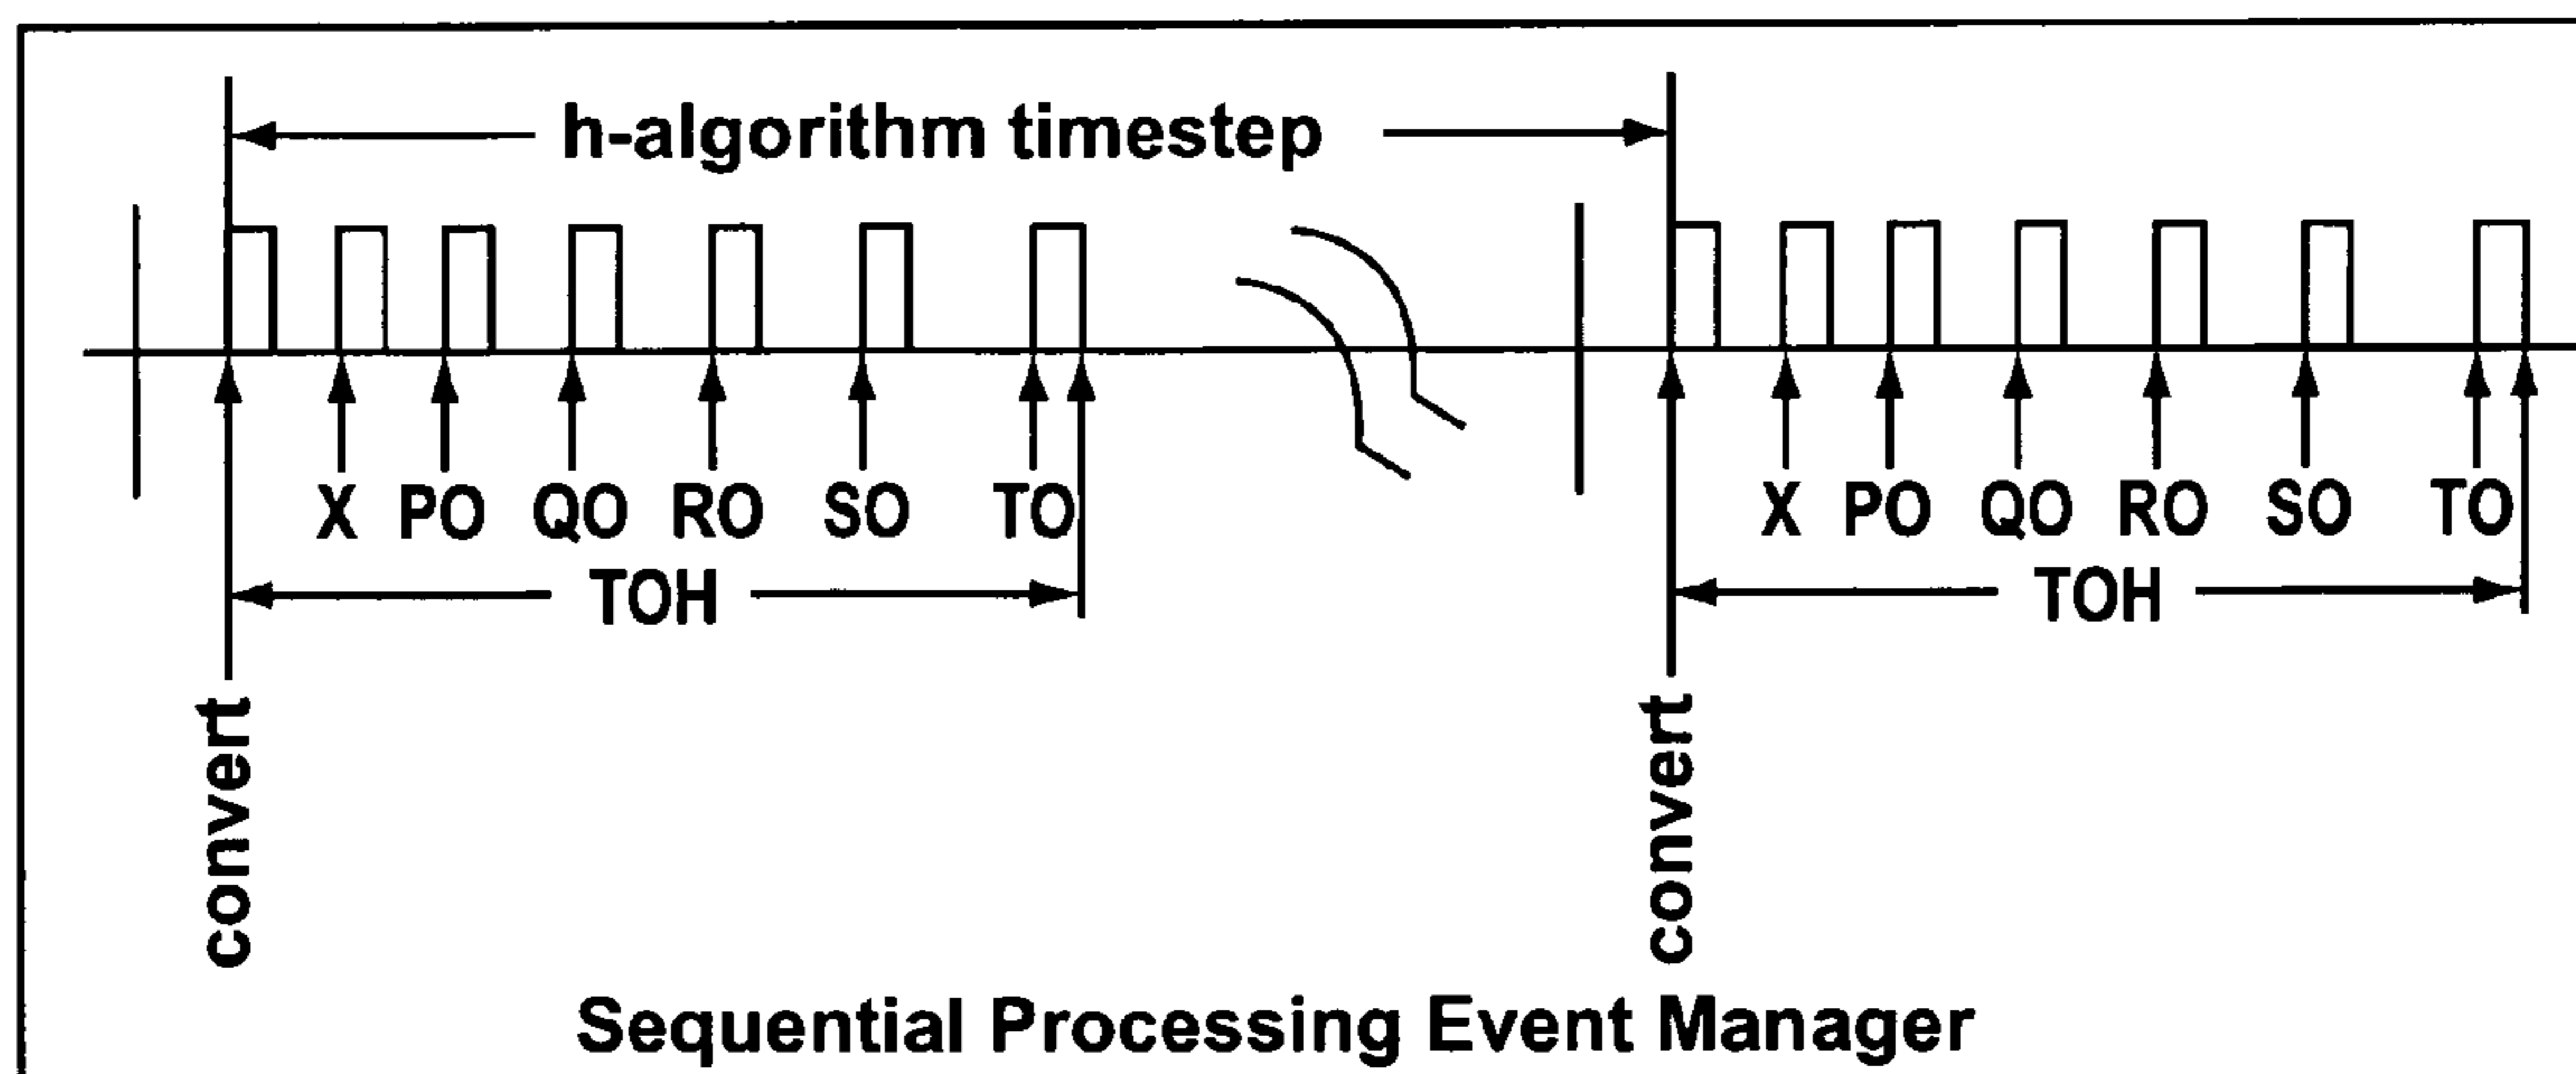 h-algorithm timestep
X PO QO RO SO TO X PO QO RO SO TO
TOH TOH
convert convert
Sequential Processing Event Manager